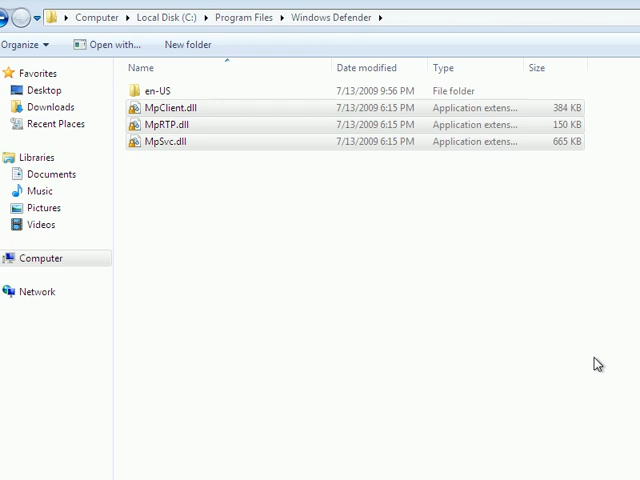 Computer Local Disk (C:) Program Files Windows Defender
Organize Open with... New folder
Name Date modified Type Size
Favorites
Desktop
Downloads
Recent Places
Libraries
Documents
Music
Pictures
Videos
Computer
Network
en-US 7/13/2009 9:56 PM File folder
MpClient.dll 7/13/2009 6:15 PM Application extens... 384 KB
MpRTP.dll 7/13/2009 6:15 PM Application extens... 150 KB
MpSvc.dll 7/13/2009 6:15 PM Application extens... 665 KB